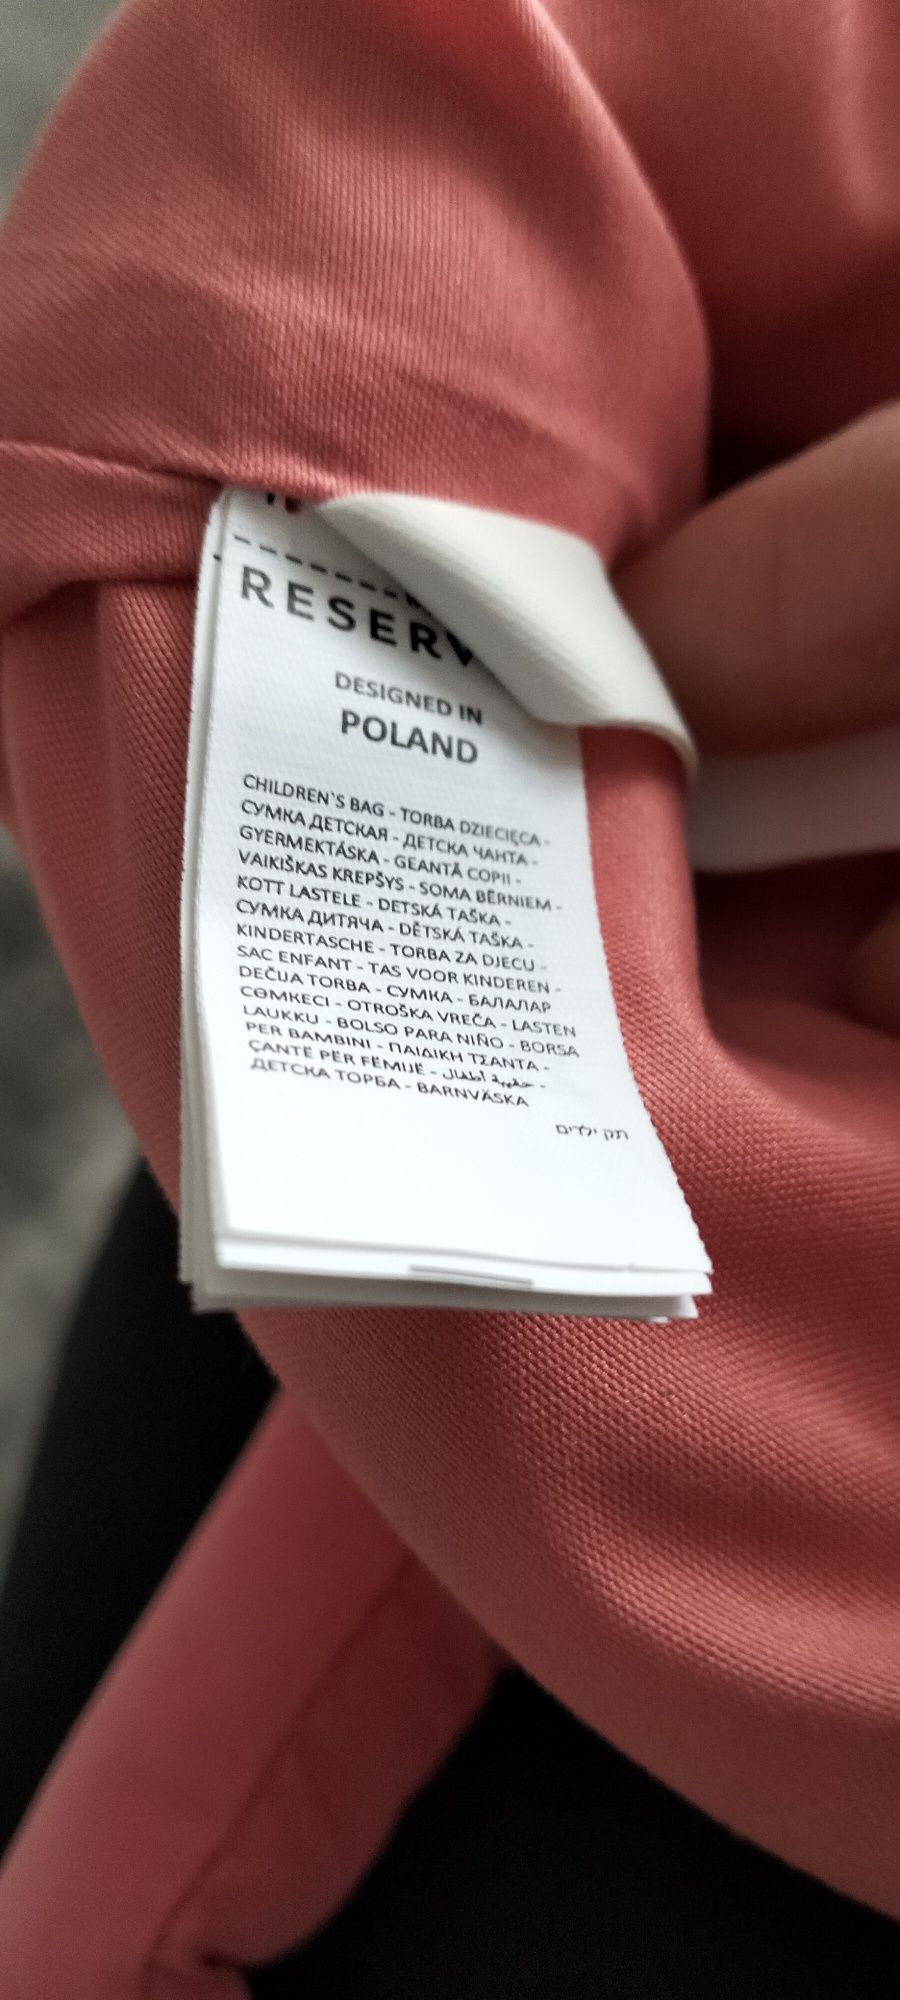 RESERV
DESIGNED IN
POLAND
CHILDREN`S BAG - TORBA DZIECIĘCA -
СУМКА ДЕТСКАЯ - ДЕТСКА ЧАНТА -
GYERMEKTÁSKA - GEANTĂ COPII -
VAIKIŠKAS KREPŠYS - SOMA BĒRNIEM -
KOTT LASTELE - DETSKÁ TAŠKA -
СУМКА ДИТЯЧА - DĚTSKÁ TAŠKA -
KINDERTASCHE - TORBA ZA DJECU -
SAC ENFANT - TAS VOOR KINDEREN -
DEČIJA TORBA - СУМКА - БАЛАЛАР
СӨМКЕСІ - OTROŠKA VREČA - LASTEN
LAUKKU - BOLSO PARA NIÑO - BORSA
PER BAMBINI - ΠΑΙΔΙΚΗ ΤΣΑΝΤΑ -
ÇANTË PËR FËMIJË - حقيبة أطفال -
ДЕТСКА ТОРБА - BARNVÄSKA
תק ילדים